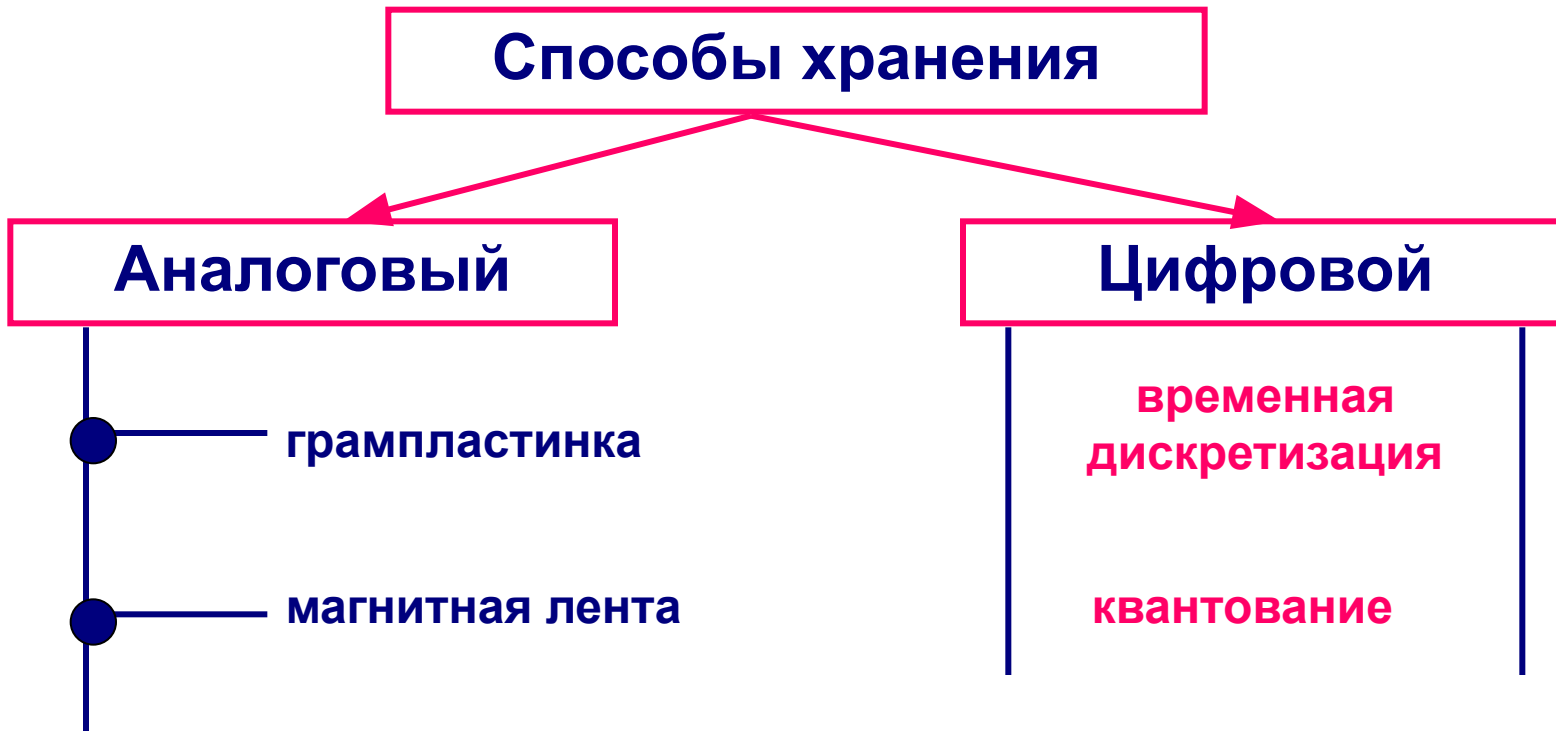 Способы хранения
Аналоговый
Цифровой
грампластинка
магнитная лента
временная
дискретизация
квантование